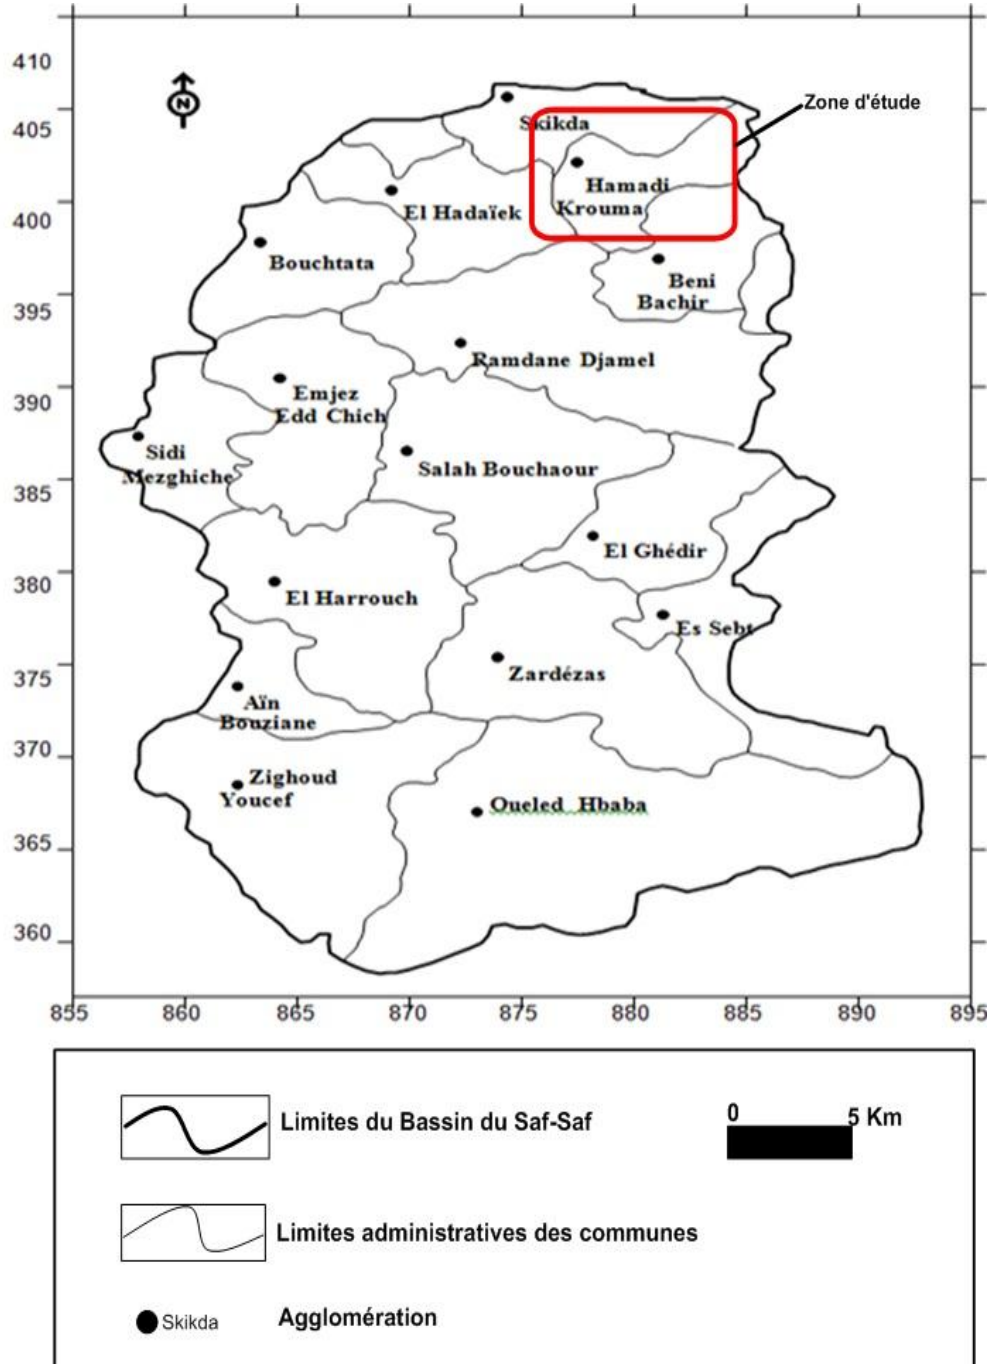 410
405
400
395
390
385
380
375
370
365
360
N
Zone d'étude
Skikda
Hamadi
Krouma
El Hadaïek
Bouchtata
Beni
Bachir
Ramdane Djamel
Emjez
Edd Chich
Sidi
Mezghiche
Salah Bouchaour
El Ghédir
El Harrouch
Es Sebt
Zardézas
Aïn
Bouziane
Zighoud
Youcef
Oueled Hbaba
855 860 865 870 875 880 885 890 895
Limites du Bassin du Saf-Saf
0 5 Km
Limites administratives des communes
Skikda Agglomération